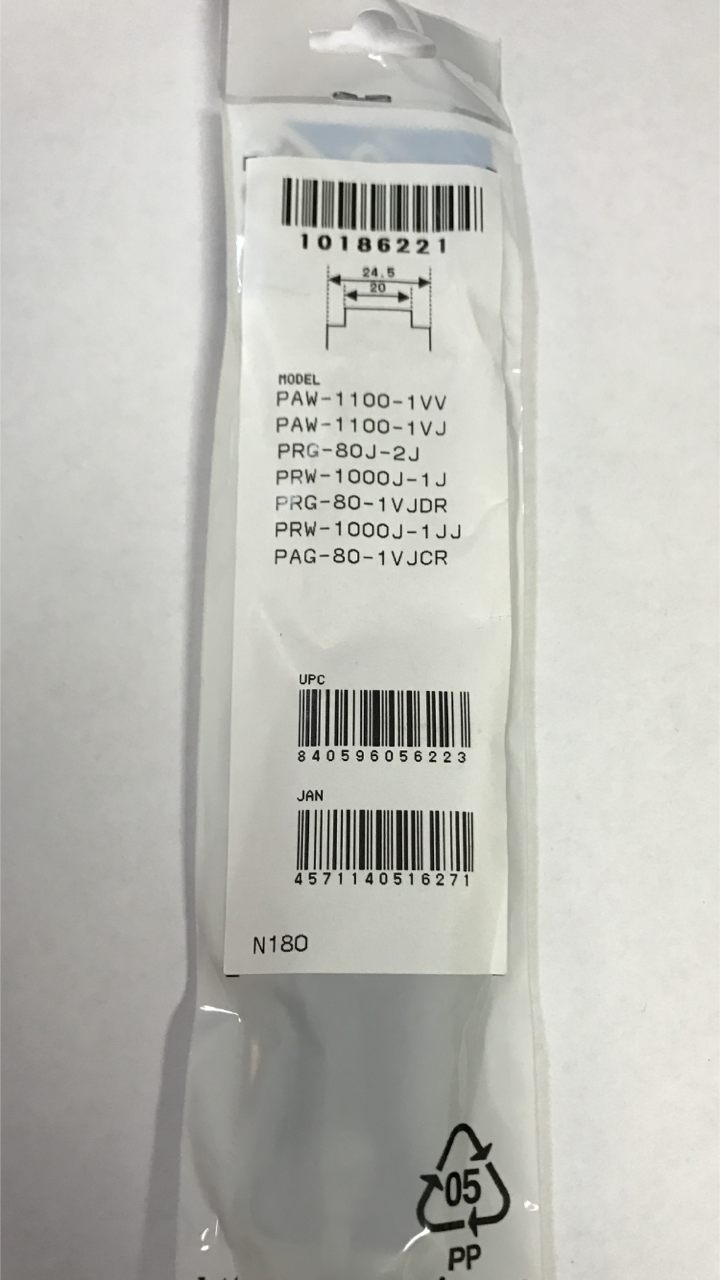 10186221
24.5
20
MODEL
PAW-1100-1VV
PAW-1100-1VJ
PRG-80J-2J
PRW-1000J-1J
PRG-80-1VJDR
PRW-1000J-1JJ
PAG-80-1VJCR
UPC
840596056223
JAN
4571140516271
N180
05
PP